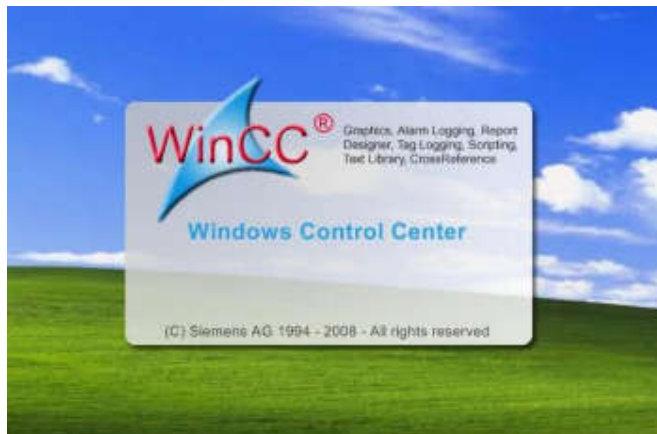 WinCC®
Graphics, Alarm Logging, Report
Designer, Tag Logging, Scripting,
Text Library, CrossReference
Windows Control Center
(C) Siemens AG 1994 - 2008 - All rights reserved